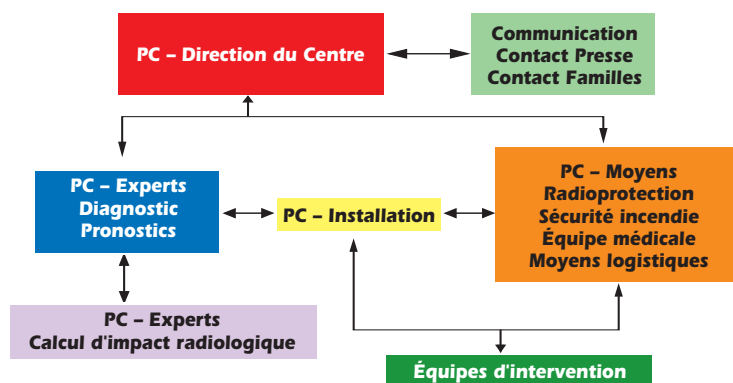 PC – Direction du Centre
Communication
Contact Presse
Contact Familles
PC – Experts
Diagnostic
Pronostics
PC – Installation
PC – Moyens
Radioprotection
Sécurité incendie
Équipe médicale
Moyens logistiques
PC – Experts
Calcul d'impact radiologique
Équipes d'intervention